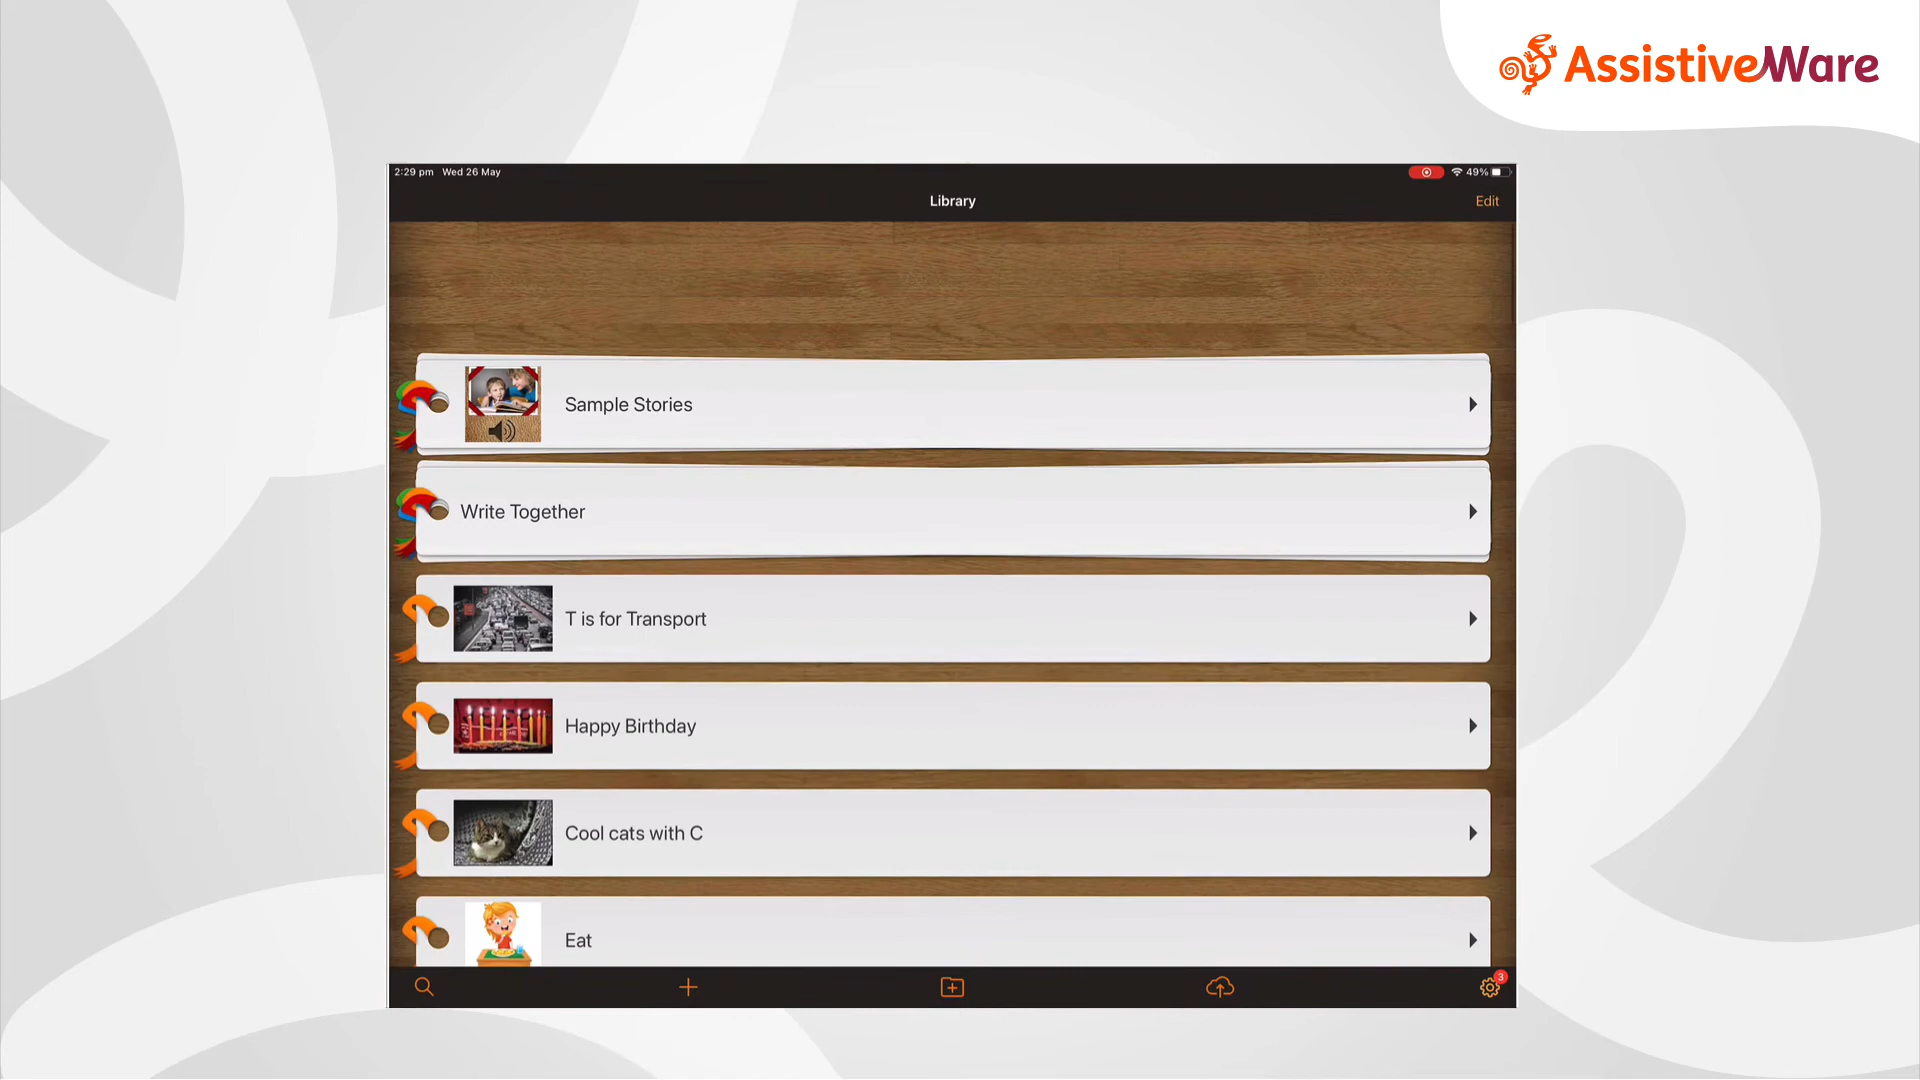 AssistiveWare
2:29 pm Wed 26 May
49%
Library
Edit
Sample Stories
Write Together
T is for Transport
Happy Birthday
Cool cats with C
Eat
3